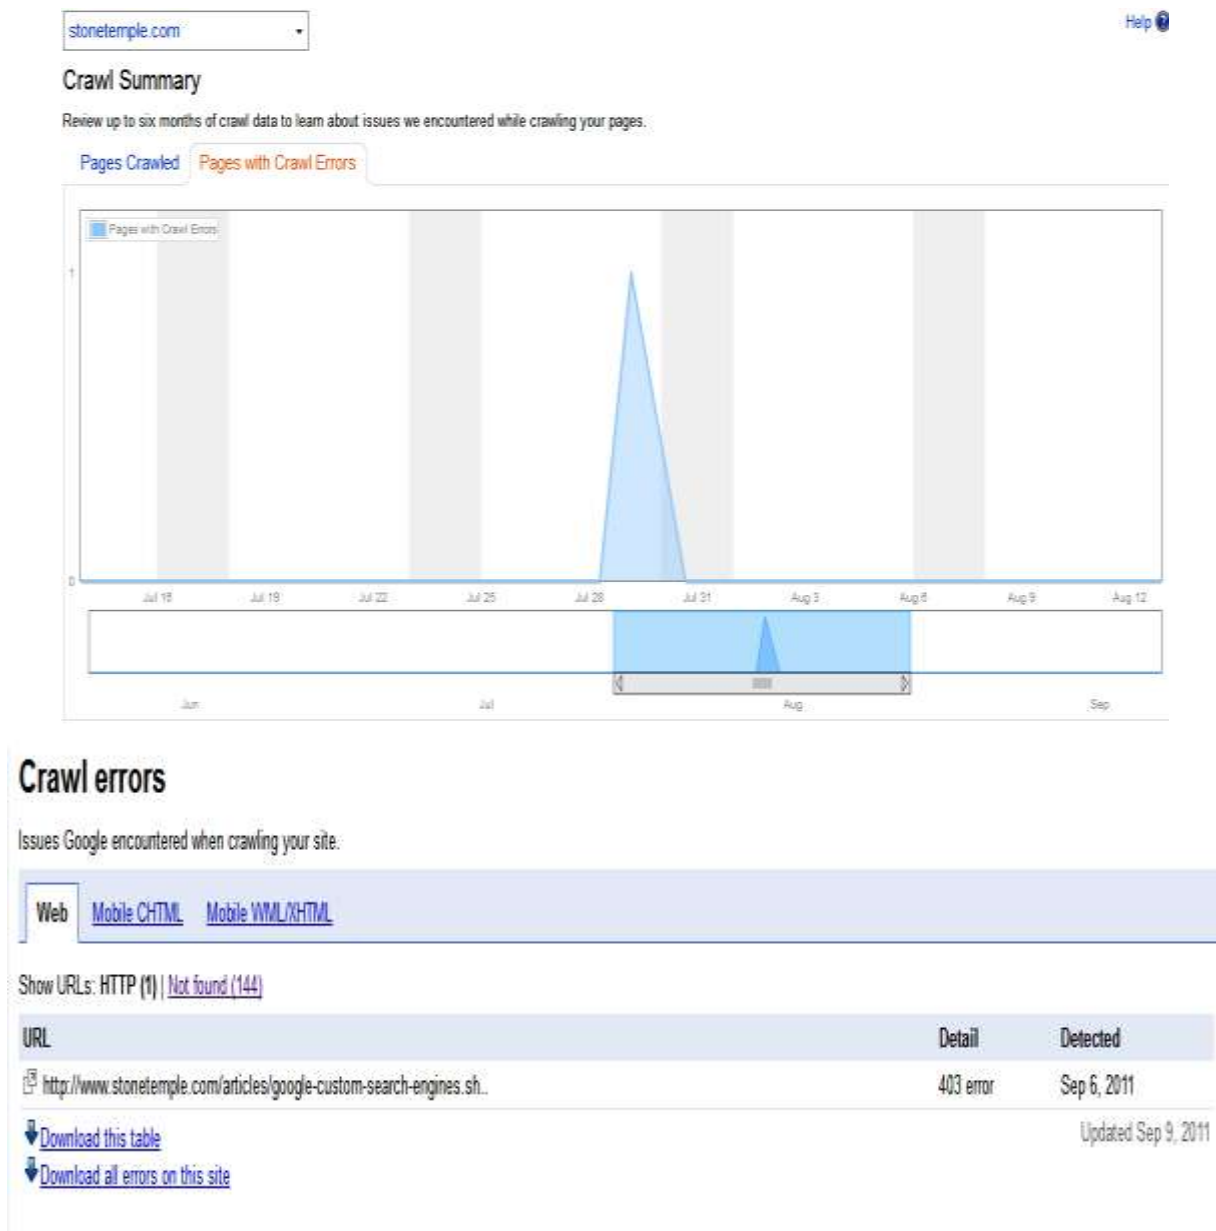 stonetemple.com
Help
Crawl Summary
Review up to six months of crawl data to learn about issues we encountered while crawling your pages.
Pages Crawled Pages with Crawl Errors
Pages with Crawl Errors
1
0
Jul 16 Jul 19 Jul 22 Jul 25 Jul 28 Jul 31 Aug 3 Aug 6 Aug 9 Aug 12
Jun Jul Aug Sep
Crawl errors
Issues Google encountered when crawling your site.
Web Mobile CHTML Mobile WML/XHTML
Show URLs: HTTP (1) | Not found (144)
URL Detail Detected
http://www.stonetemple.com/articles/google-custom-search-engines.sh.. 403 error Sep 6, 2011
Download this table Updated Sep 9, 2011
Download all errors on this site